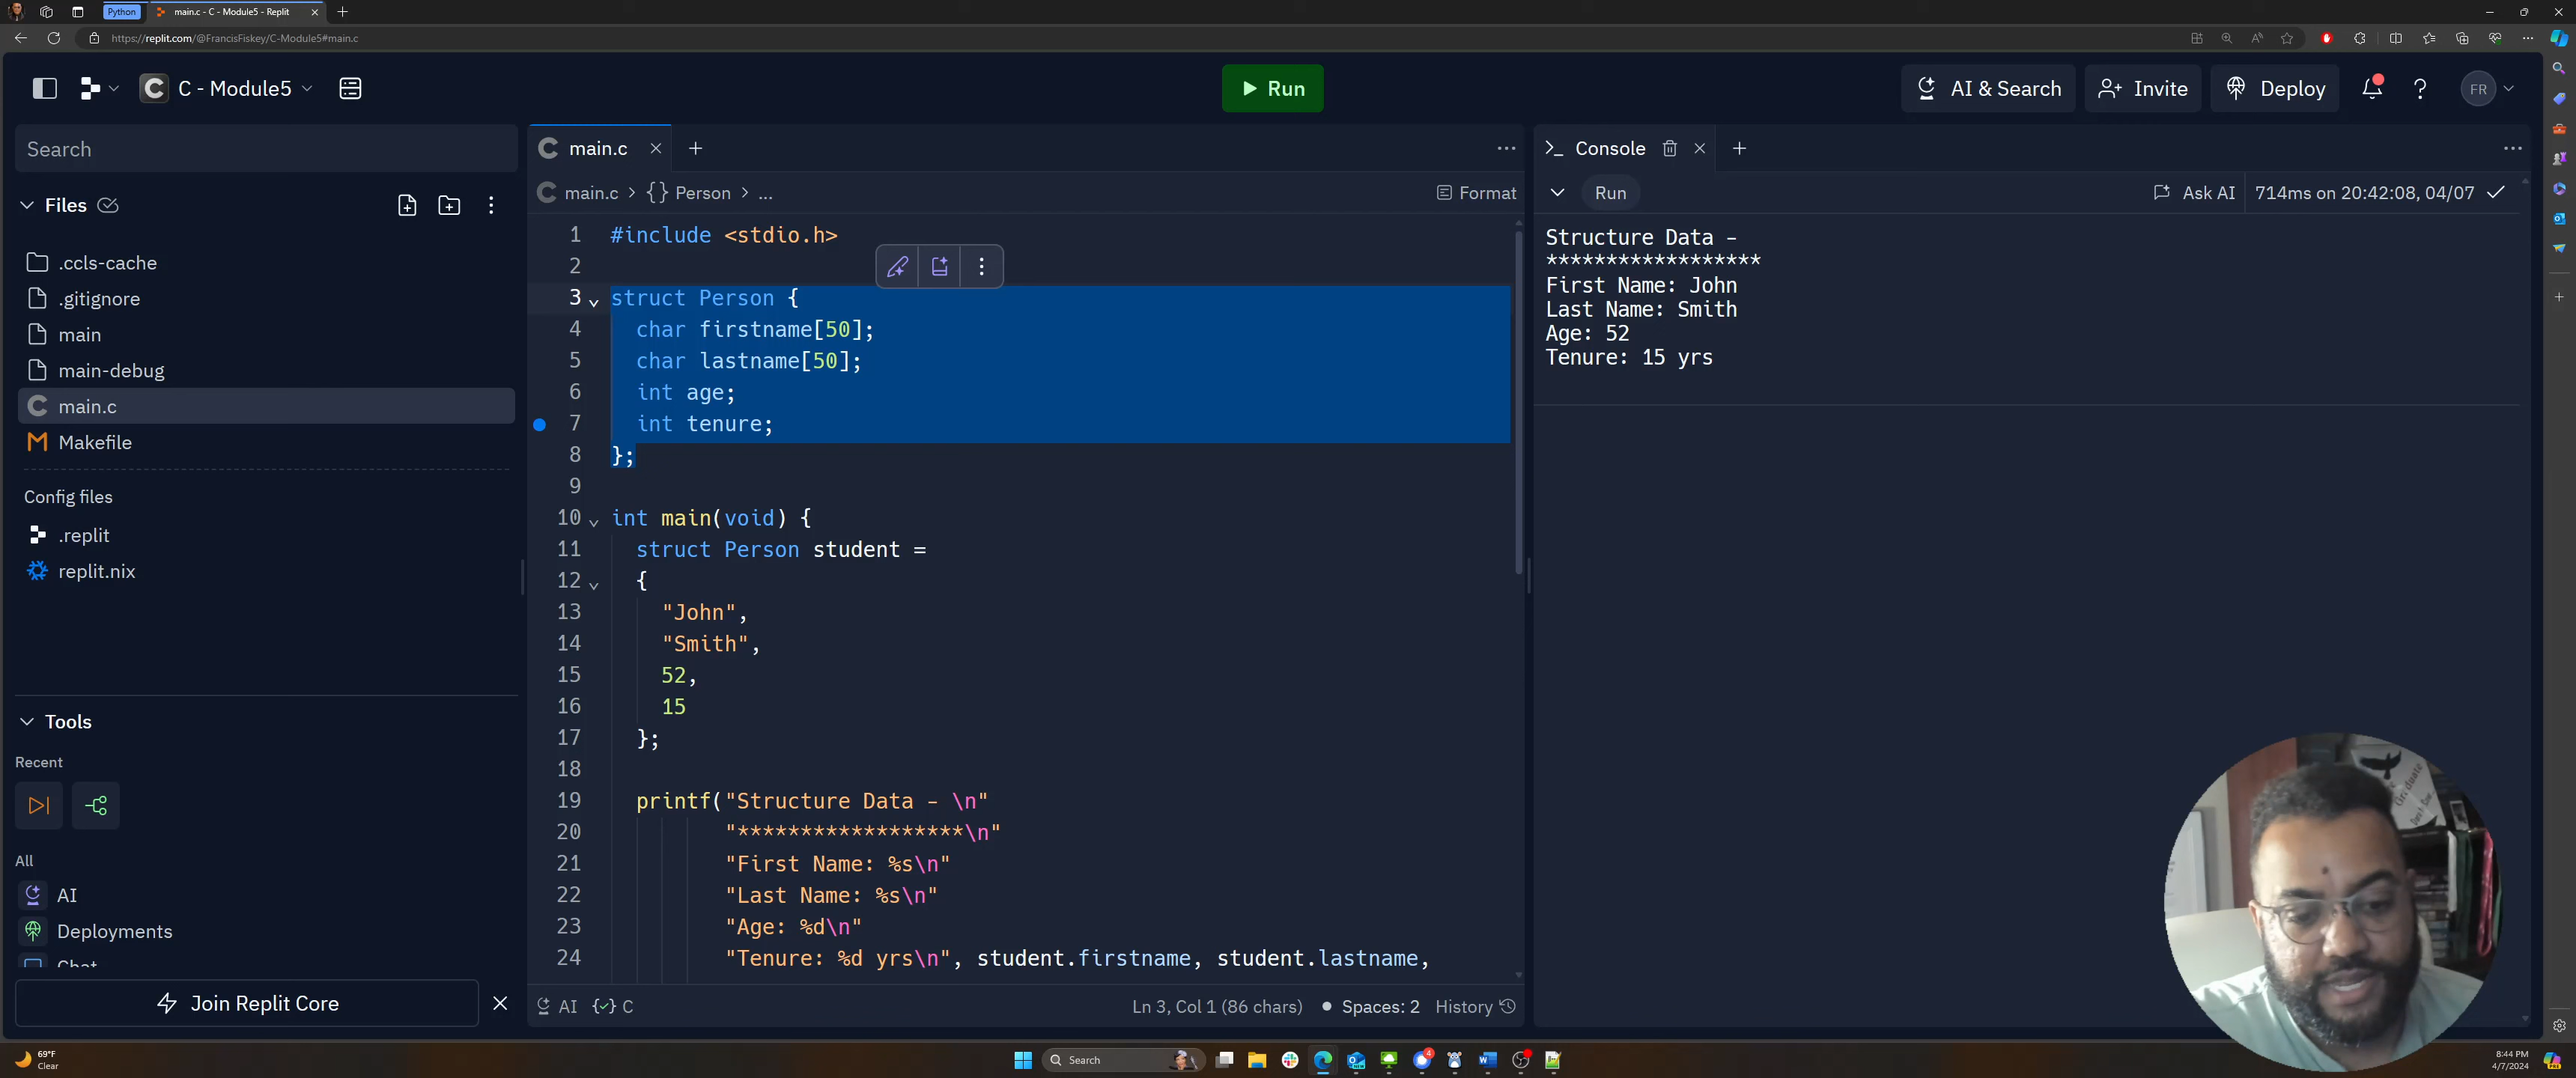 Python
main.c - C - Module5 - Replit
https://replit.com/@FrancisFiskey/C-Module5#main.c
C - Module5
Run
AI & Search
Invite
Deploy
FR
Search
Files
.ccls-cache
.gitignore
main
main-debug
main.c
Makefile
Config files
.replit
replit.nix
Tools
Recent
All
AI
Deployments
Chat
Join Replit Core
main.c
main.c > {} Person > ...
Format
1 #include <stdio.h>
2
3 struct Person {
4 char firstname[50];
5 char lastname[50];
6 int age;
7 int tenure;
8 };
9
10 int main(void) {
11 struct Person student =
12 {
13 "John",
14 "Smith",
15 52,
16 15
17 };
18
19 printf("Structure Data - \n"
20 "******************\n"
21 "First Name: %s\n"
22 "Last Name: %s\n"
23 "Age: %d\n"
24 "Tenure: %d yrs\n", student.firstname, student.lastname,
AI
C
Ln 3, Col 1 (86 chars)
Spaces: 2
History
Console
Run
Ask AI
714ms on 20:42:08, 04/07
Structure Data -
******************
First Name: John
Last Name: Smith
Age: 52
Tenure: 15 yrs
69°F
Clear
Search
4
8:44 PM
4/7/2024